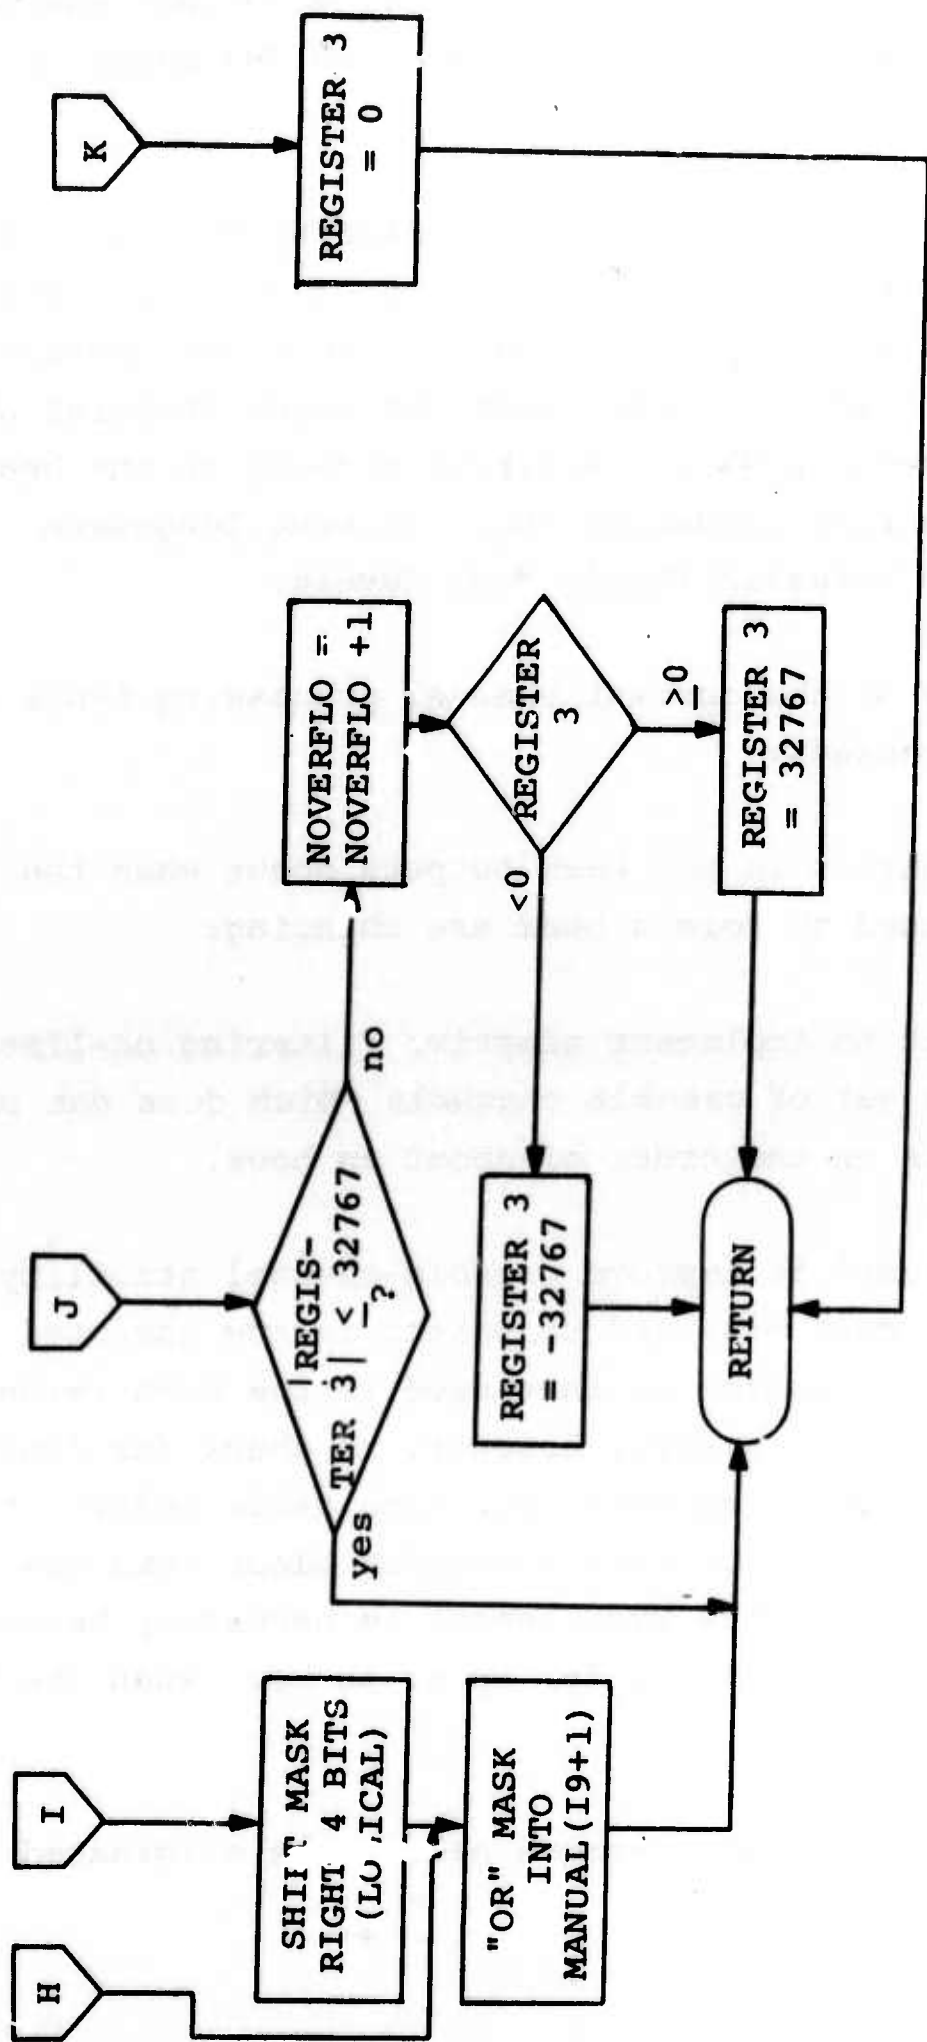 H
I
SHIFT MASK
RIGHT 4 BITS
(LOGICAL)
"OR" MASK
INTO
MANUAL(I9+1)
J
|REGIS-
TER 3| ≤ 32767
?
yes
no
NOVERFLO =
NOVERFLO +1
REGISTER
3
<0
≥0
REGISTER 3
= -32767
REGISTER 3
= 32767
RETURN
K
REGISTER 3
= 0